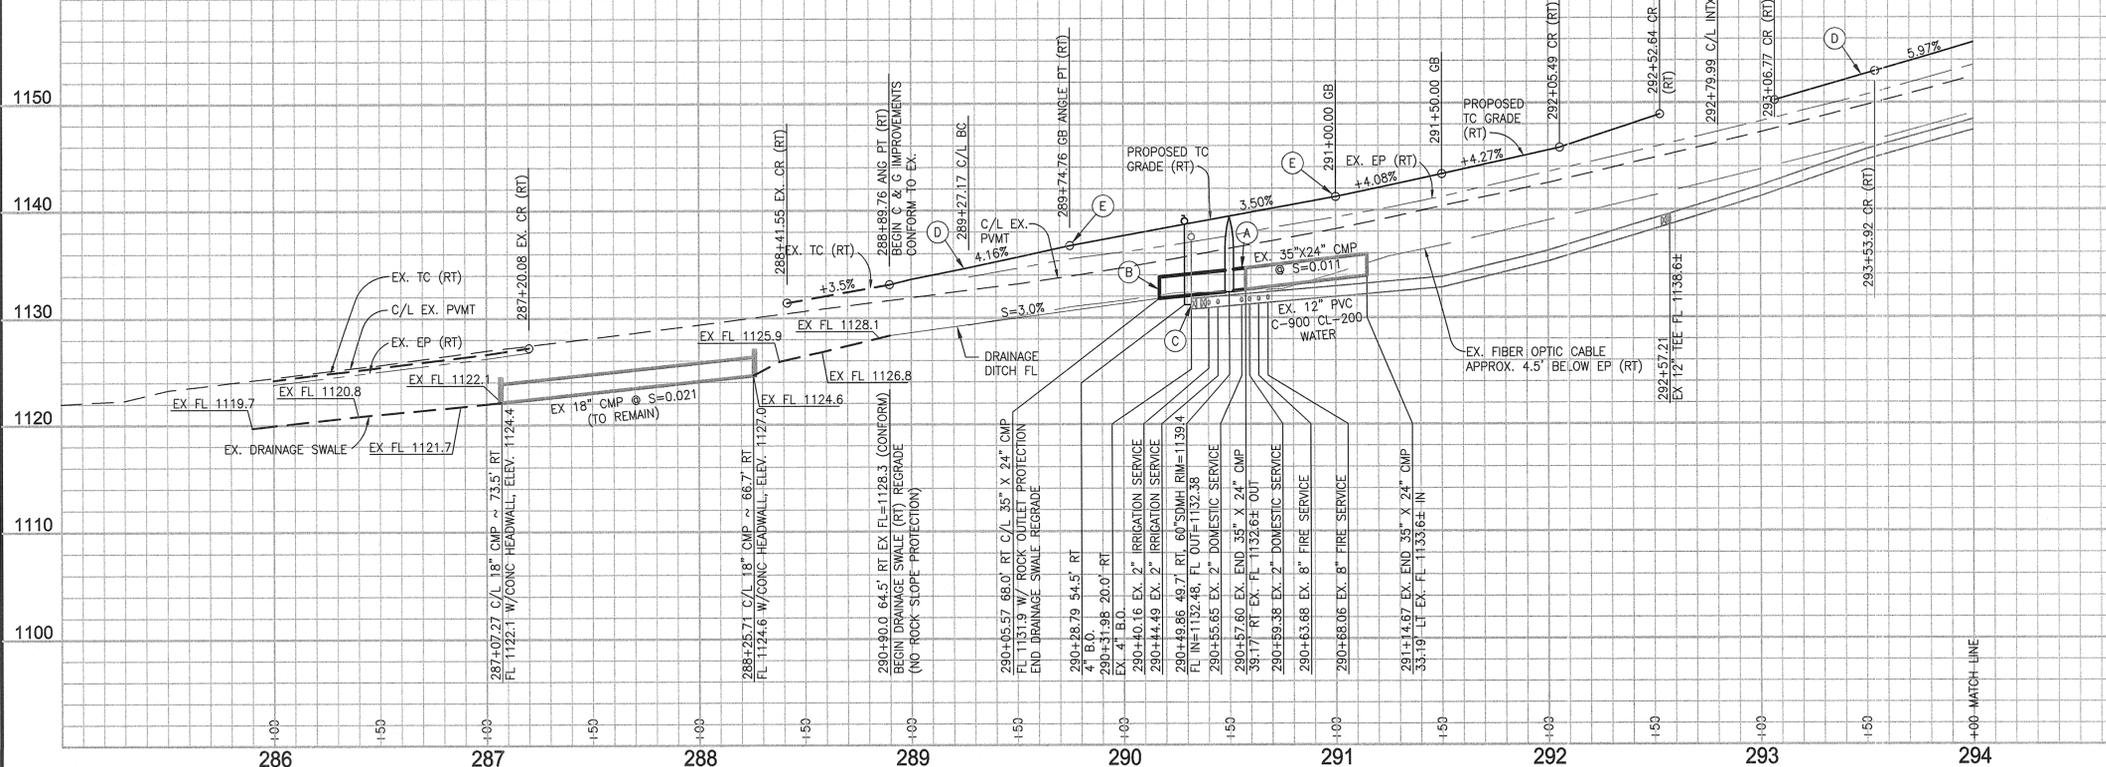 1150
1140
1130
1120
1110
1100
EX. TC (RT)
C/L EX. PVMT
EX. EP (RT)
EX FL 1119.7
EX FL 1120.8
EX. DRAINAGE SWALE
EX FL 1121.7
EX FL 1122.1
287+20.08 EX. CR (RT)
EX 18" CMP @ S=0.021
(TO REMAIN)
287+07.27 C/L 18" CMP ~ 73.5' RT
FL 1122.1 W/CONC HEADWALL, ELEV. 1124.4
288+25.71 C/L 18" CMP ~ 66.7' RT
FL 1124.6 W/CONC HEADWALL, ELEV. 1127.0
EX FL 1124.6
EX FL 1125.9
EX FL 1126.8
EX FL 1128.1
288+41.55 EX. CR (RT)
EX. TC (RT)
+3.5%
288+89.76 ANG PT (RT)
BEGIN C & G IMPROVEMENTS
CONFORM TO EX.
290+90.0 64.5' RT EX FL=1128.3 (CONFORM)
BEGIN DRAINAGE SWALE (RT) REGRADE
(NO ROCK SLOPE PROTECTION)
D
289+27.17 C/L BC
4.16%
C/L EX.
PVMT
S=3.0%
DRAINAGE
DITCH FL
289+74.76 GB ANGLE PT (RT)
E
PROPOSED TC
GRADE (RT)
B
C
A
3.50%
EX. 35"X24" CMP
@ S=0.011
EX. 12" PVC
C-900 CL-200
WATER
290+05.57 68.0' RT C/L 35" X 24" CMP
FL 1131.9 W/ ROCK OUTLET PROTECTION
END DRAINAGE SWALE REGRADE
290+28.79 54.5' RT
4" B.O.
290+31.98 20.0' RT
EX. 4" B.O.
290+40.16 EX. 2" IRRIGATION SERVICE
290+44.49 EX. 2" IRRIGATION SERVICE
290+49.86 49.7' RT, 60"SDMH RIM=1139.4
FL IN=1132.48, FL OUT=1132.38
290+55.65 EX. 2" DOMESTIC SERVICE
290+57.60 EX. END 35" X 24" CMP
39.17' RT EX. FL 1132.6± OUT
290+59.38 EX. 2" DOMESTIC SERVICE
290+63.68 EX. 8" FIRE SERVICE
290+68.06 EX. 8" FIRE SERVICE
291+14.67 EX. END 35" X 24" CMP
33.19' LT EX. FL 1133.6± IN
E
291+00.00 GB
EX. EP (RT)
+4.08%
291+50.00 GB
PROPOSED
TC GRADE
(RT)
+4.27%
292+05.49 CR (RT)
292+52.64 CR
(RT)
292+79.99 C/L INTX
293+06.77 CR (RT)
EX. FIBER OPTIC CABLE
APPROX. 4.5' BELOW EP (RT)
292+57.21
EX 12" TEE FL 1138.6±
D
5.97%
293+53.92 CR (RT)
+00 MATCH LINE
+00
+50
+00
+50
+00
+50
+00
+50
+00
+50
+00
+50
+00
+50
+00
+50
286
287
288
289
290
291
292
293
294